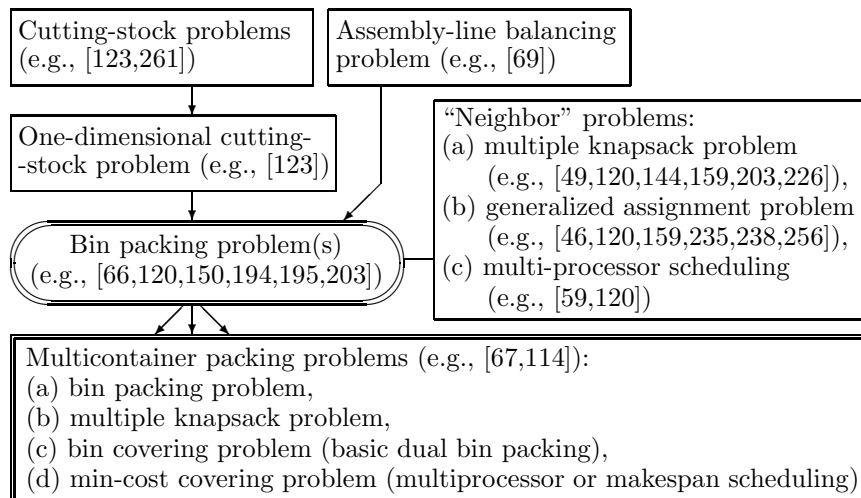 Cutting-stock problems
(e.g., [123,261])
Assembly-line balancing
problem (e.g., [69])
One-dimensional cutting-
-stock problem (e.g., [123])
“Neighbor” problems:
(a) multiple knapsack problem
(e.g., [49,120,144,159,203,226]),
(b) generalized assignment problem
(e.g., [46,120,159,235,238,256]),
(c) multi-processor scheduling
(e.g., [59,120])
Bin packing problem(s)
(e.g., [66,120,150,194,195,203])
Multicontainer packing problems (e.g., [67,114]):
(a) bin packing problem,
(b) multiple knapsack problem,
(c) bin covering problem (basic dual bin packing),
(d) min-cost covering problem (multiprocessor or makespan scheduling)